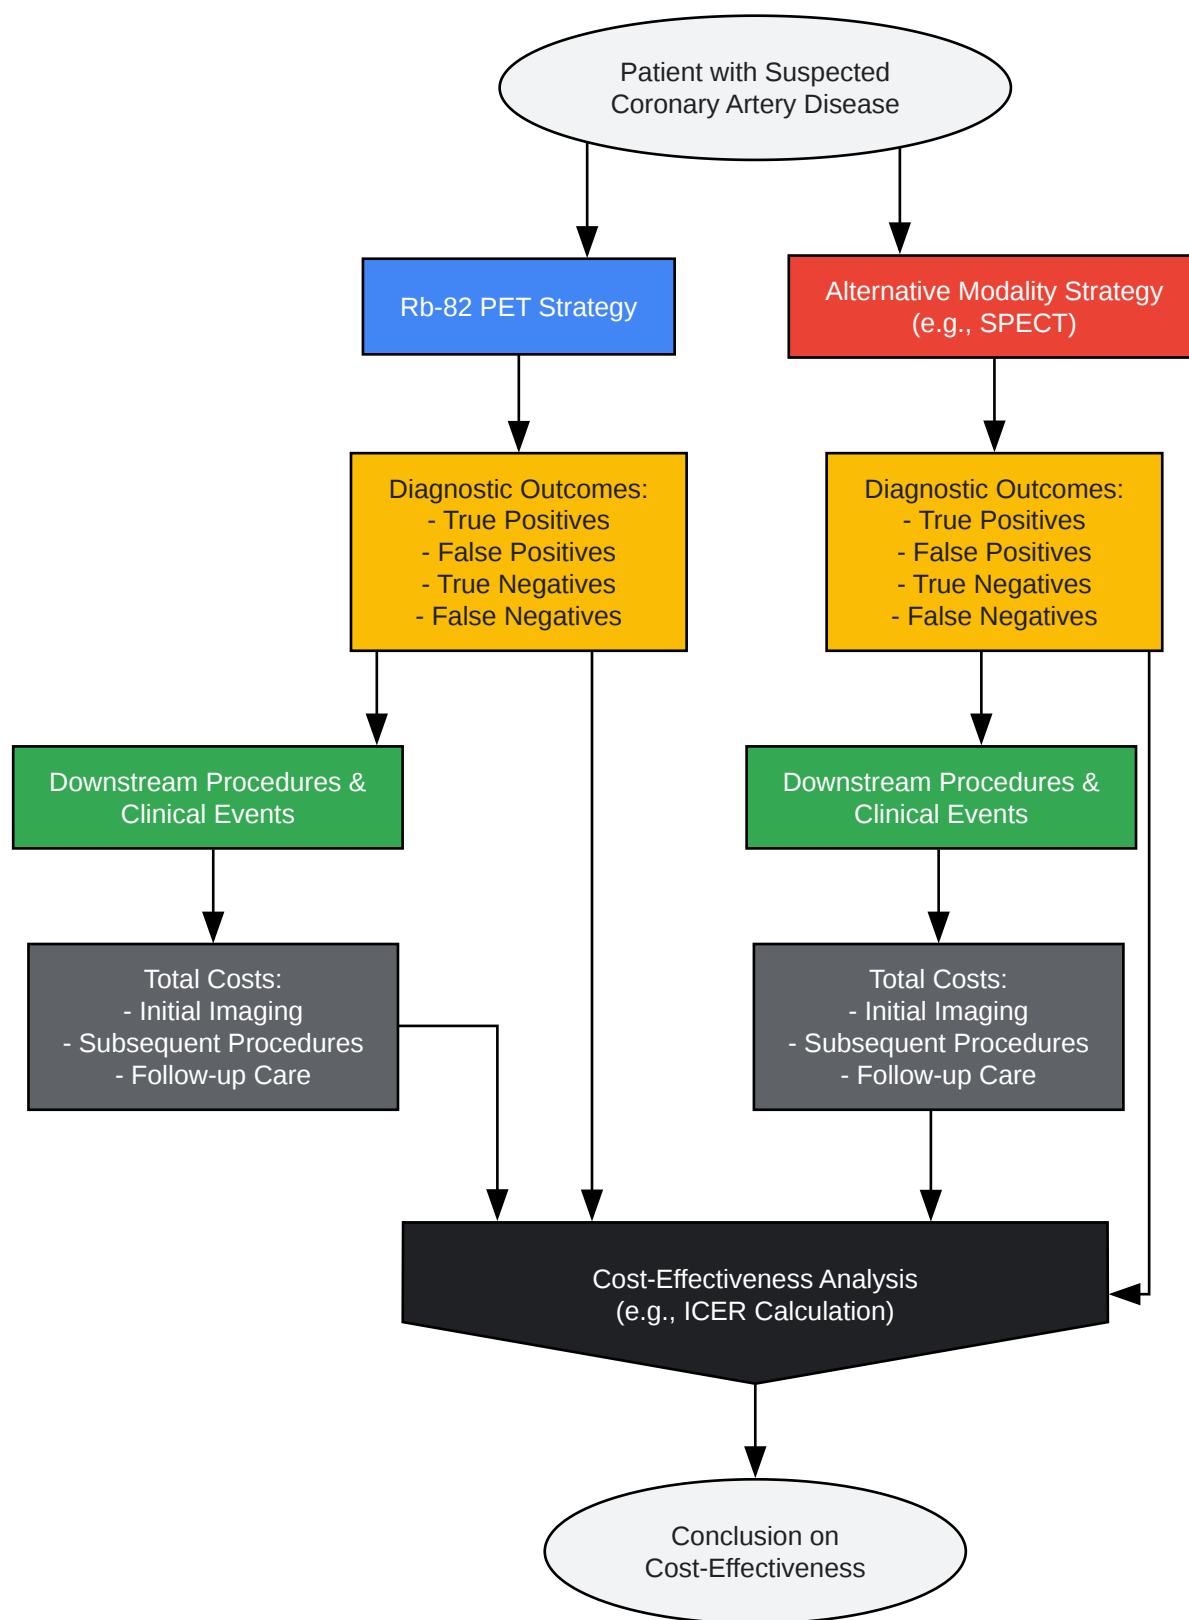 Patient with Suspected
Coronary Artery Disease
Rb-82 PET Strategy
Alternative Modality Strategy
(e.g., SPECT)
Diagnostic Outcomes:
- True Positives
- False Positives
- True Negatives
- False Negatives
Diagnostic Outcomes:
- True Positives
- False Positives
- True Negatives
- False Negatives
Downstream Procedures &
Clinical Events
Downstream Procedures &
Clinical Events
Total Costs:
- Initial Imaging
- Subsequent Procedures
- Follow-up Care
Total Costs:
- Initial Imaging
- Subsequent Procedures
- Follow-up Care
Cost-Effectiveness Analysis
(e.g., ICER Calculation)
Conclusion on
Cost-Effectiveness